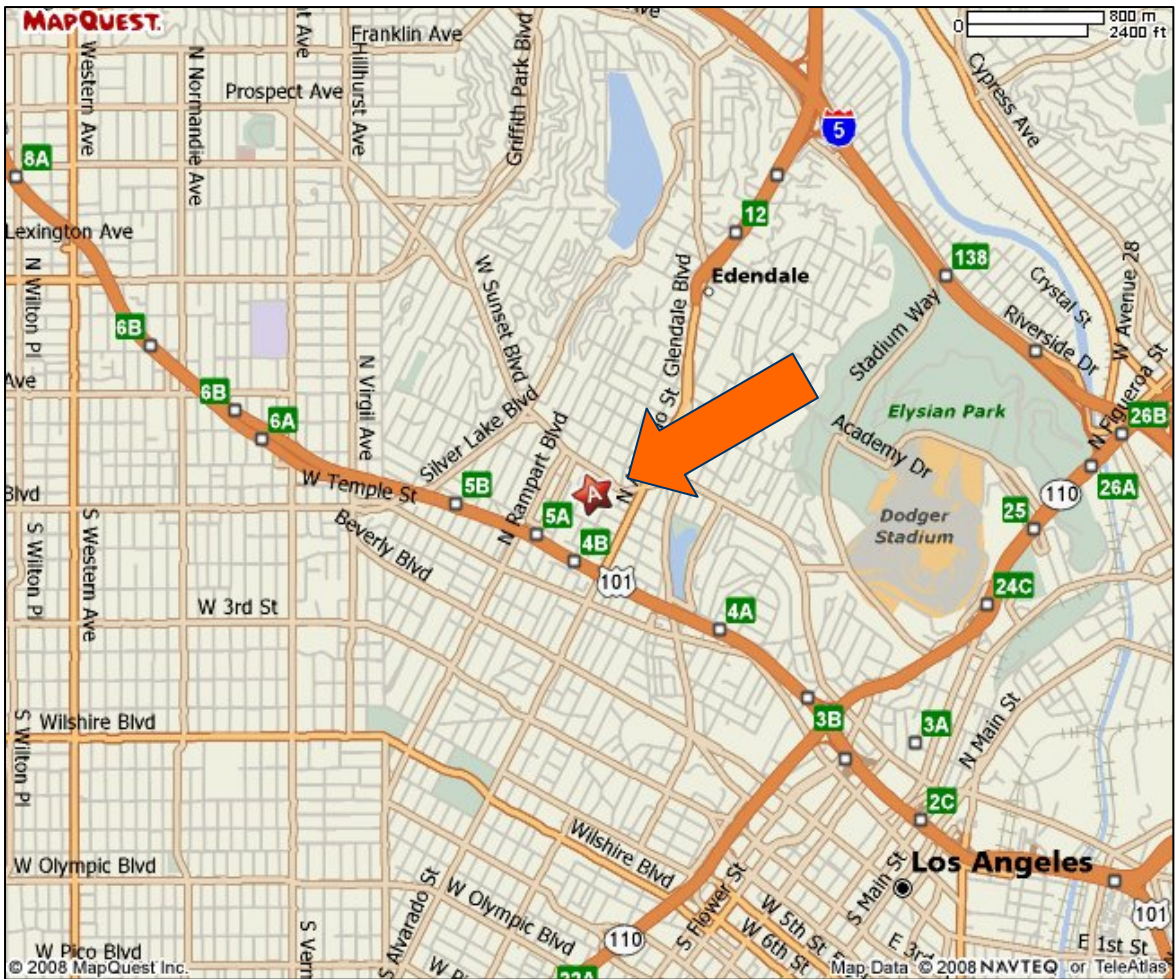 MAPQUEST.
800 m
0
2400 ft
Franklin Ave
Western Ave
N Normandie Ave
Hillhurst Ave
Prospect Ave
Griffith Park Blvd
Cypress Ave
5
8A
12
Lexington Ave
W Sunset Blvd
138
Edendale
N Wilton Pl
Glendale Blvd
Stadium Way
Crystal St
W Avenue 28
Riverside Dr
6B
N Virgil Ave
6B
Silver Lake Blvd
N Rampart Blvd
Elysian Park
N Figueroa St
26B
6A
Academy Dr
W Temple St
5B
A
26A
Blvd
110
5A
Dodger
Stadium
25
Beverly Blvd
4B
S Wilton Pl
S Western Ave
101
W 3rd St
4A
24C
Wilshire Blvd
3B
3A
N Main St
S Wilton Pl
2C
Wilshire Blvd
W Olympic Blvd
Los Angeles
S Main St
S Alvarado St
W Olympic Blvd
S Flower St
W 5th St
W 6th St
101
110
E 3rd
E 1st St
W Pico Blvd
© 2008 MapQuest Inc.
Map Data © 2008 NAVTEQ or TeleAtlas